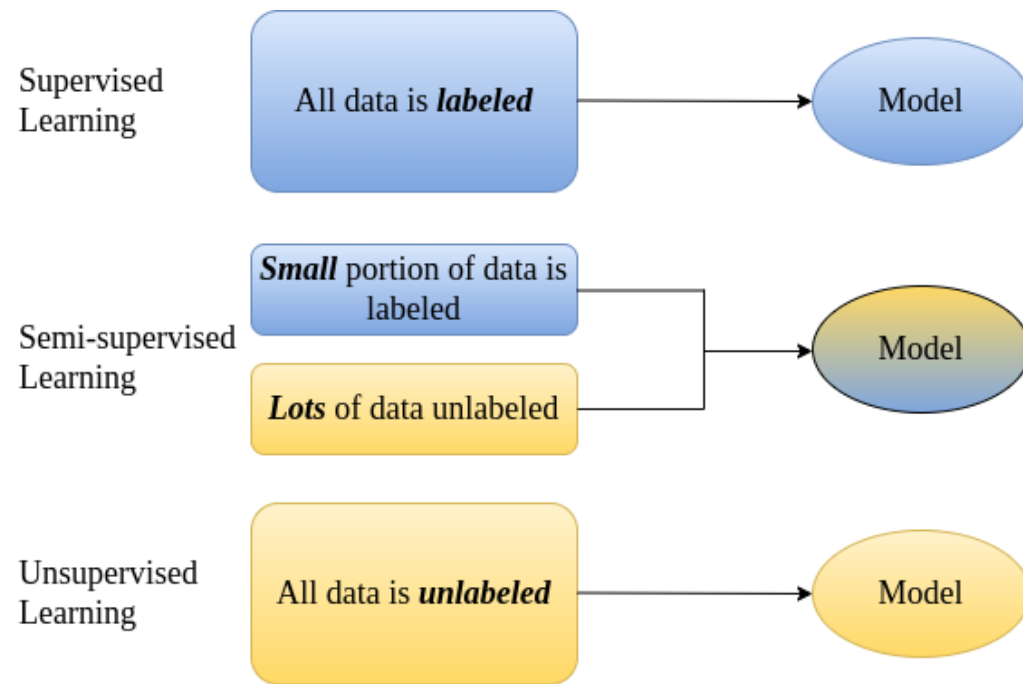 Supervised
Learning
All data is labeled
Model
Semi-supervised
Learning
Small portion of data is
labeled
Lots of data unlabeled
Model
Unsupervised
Learning
All data is unlabeled
Model